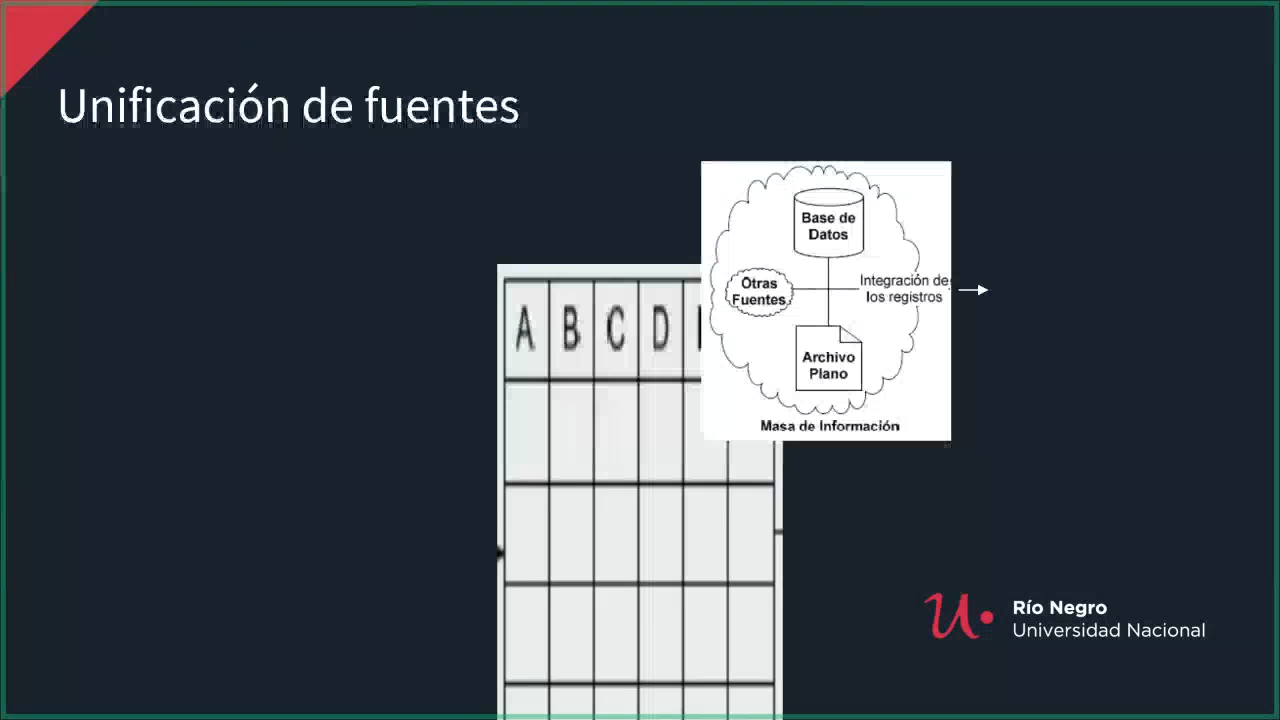 Unificación de fuentes
Base de
Datos
Otras
Fuentes
Integración de
los registros
Archivo
Plano
Masa de Información
A B C D
Río Negro
Universidad Nacional